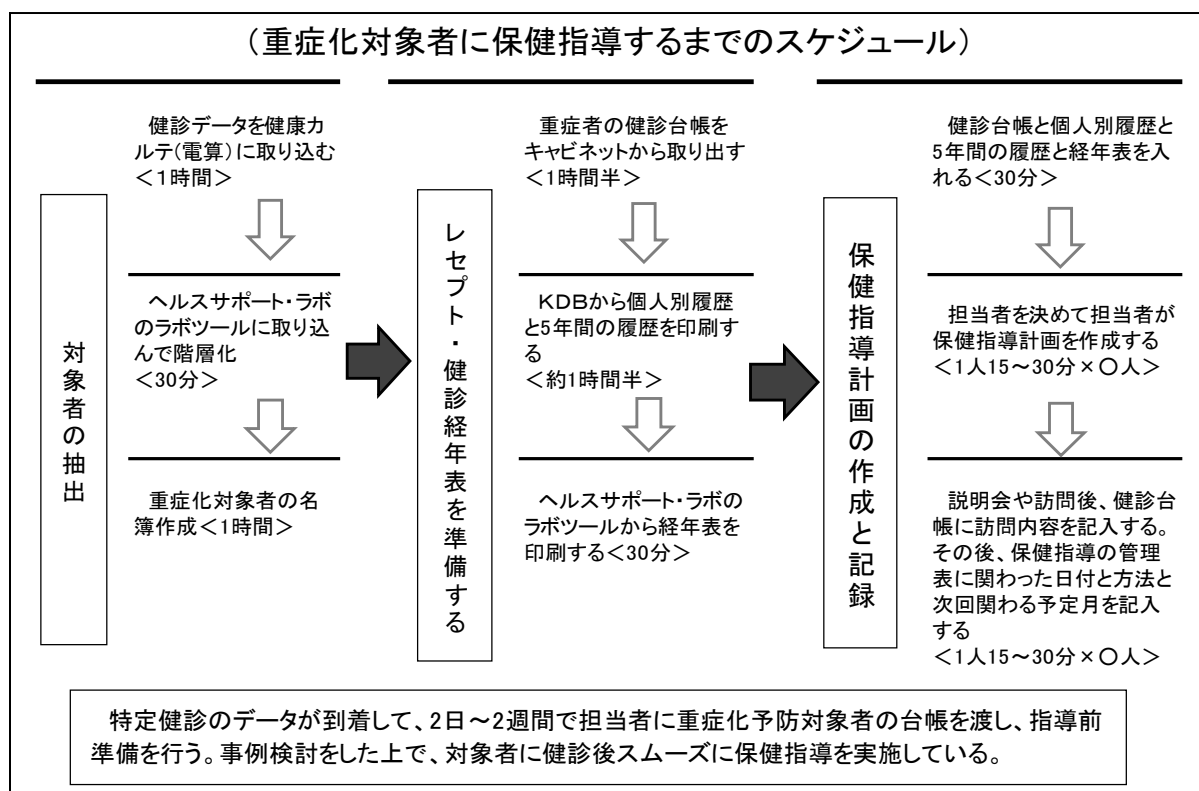 (重症化対象者に保健指導するまでのスケジュール)
対象者の抽出
健診データを健康カ
ルテ(電算)に取り込む
<1時間>
ヘルスサポート・ラボ
のラボツールに取り込
んで階層化
<30分>
重症化対象者の名
簿作成<1時間>
レセプト・健診経年表を準備する
重症者の健診台帳を
キャビネットから取り出す
<1時間半>
KDBから個人別履歴
と5年間の履歴を印刷す
る
<約1時間半>
ヘルスサポート・ラボの
ラボツールから経年表を
印刷する<30分>
保健指導計画の作成と記録
健診台帳と個人別履歴と
5年間の履歴と経年表を入
れる<30分>
担当者を決めて担当者が
保健指導計画を作成する
<1人15～30分×〇人>
説明会や訪問後、健診台
帳に訪問内容を記入する。
その後、保健指導の管理
表に関わった日付と方法と
次回関わる予定月を記入
する
<1人15～30分×〇人>
特定健診のデータが到着して、2日～2週間で担当者に重症化予防対象者の台帳を渡し、指導前
準備を行う。事例検討をした上で、対象者に健診後スムーズに保健指導を実施している。